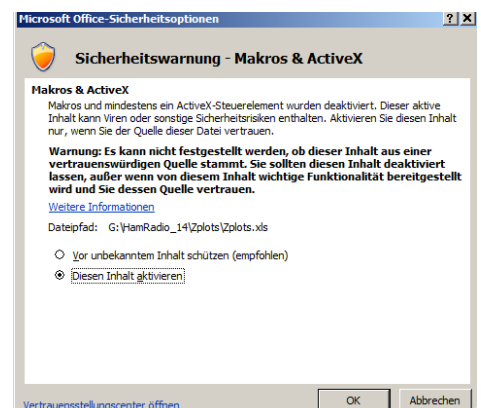 Microsoft Office-Sicherheitsoptionen
Sicherheitswarnung - Makros & ActiveX
Makros & ActiveX
Makros und mindestens ein ActiveX-Steuerelement wurden deaktiviert. Dieser aktive
Inhalt kann Viren oder sonstige Sicherheitsrisiken enthalten. Aktivieren Sie diesen Inhalt
nur, wenn Sie der Quelle dieser Datei vertrauen.
Warnung: Es kann nicht festgestellt werden, ob dieser Inhalt aus einer
vertrauenswürdigen Quelle stammt. Sie sollten diesen Inhalt deaktiviert
lassen, außer wenn von diesem Inhalt wichtige Funktionalität bereitgestellt
wird und Sie dessen Quelle vertrauen.
Weitere Informationen
Dateipfad: G:\HamRadio_14\Zplots\Zplots.xls
Vor unbekanntem Inhalt schützen (empfohlen)
Diesen Inhalt aktivieren
Vertrauensstellungscenter öffnen
OK
Abbrechen